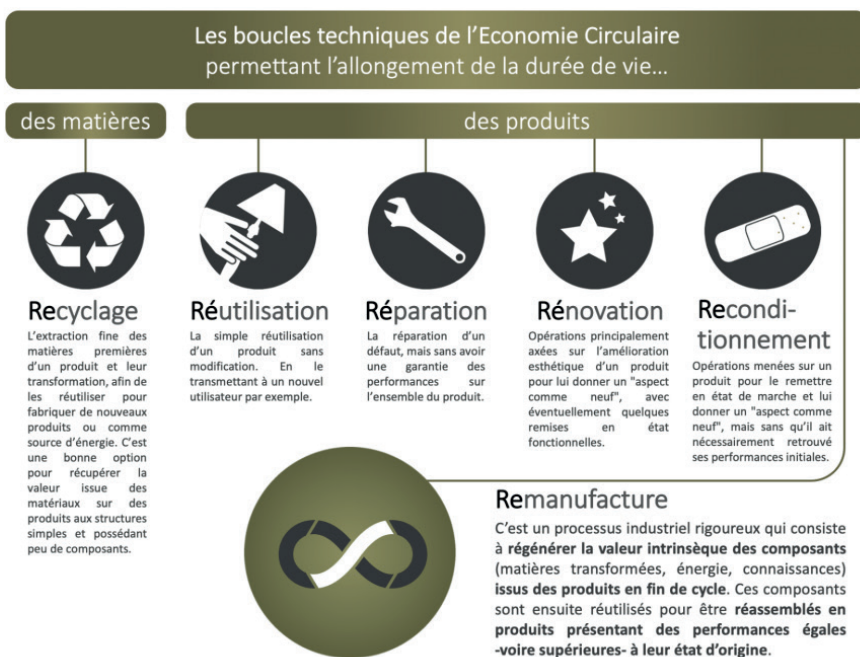 Les boucles techniques de l’Economie Circulaire
permettant l’allongement de la durée de vie…
des matières
des produits
Recyclage
L’extraction fine des
matières premières
d’un produit et leur
transformation, afin de
les réutiliser pour
fabriquer de nouveaux
produits ou comme
source d’énergie. C’est
une bonne option
pour récupérer la
valeur issue des
matériaux sur des
produits aux structures
simples et possédant
peu de composants.
Réutilisation
La simple réutilisation
d’un produit sans
modification. En le
transmettant à un nouvel
utilisateur par exemple.
Réparation
La réparation d’un
défaut, mais sans avoir
une garantie des
performances sur
l’ensemble du produit.
Rénovation
Opérations principalement
axées sur l’amélioration
esthétique d’un produit
pour lui donner un "aspect
comme neuf", avec
éventuellement quelques
remises en état
fonctionnelles.
Recondi-
tionnement
Opérations menées sur un
produit pour le remettre
en état de marche et lui
donner un "aspect comme
neuf", mais sans qu’il ait
nécessairement retrouvé
ses performances initiales.
Remanufacture
C’est un processus industriel rigoureux qui consiste
à régénérer la valeur intrinsèque des composants
(matières transformées, énergie, connaissances)
issus des produits en fin de cycle. Ces composants
sont ensuite réutilisés pour être réassemblés en
produits présentant des performances égales
-voire supérieures- à leur état d’origine.